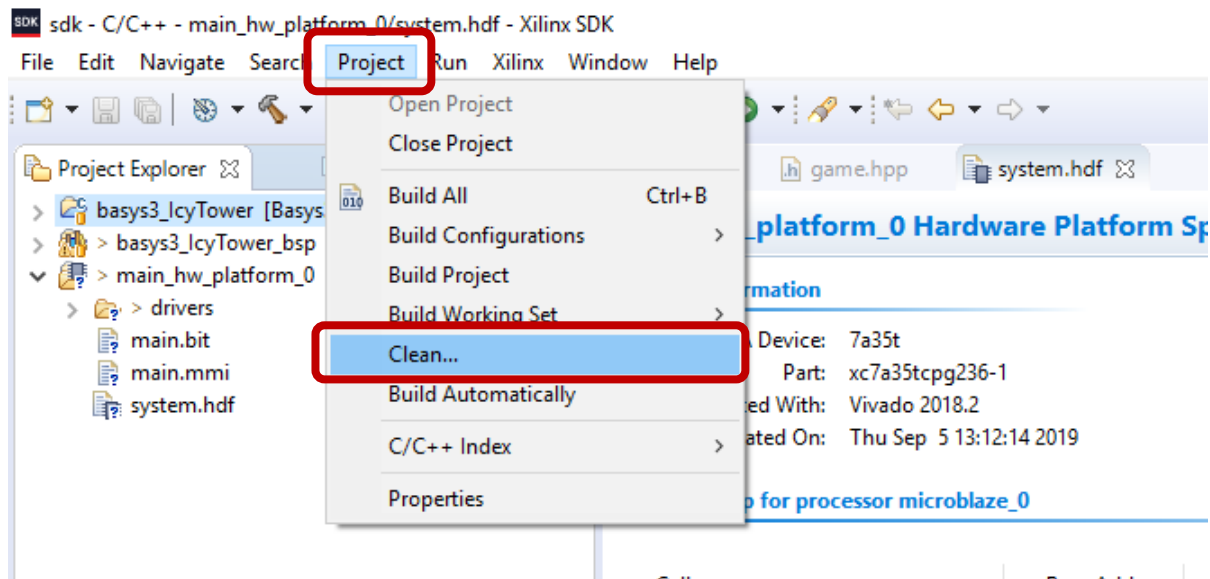 SDK sdk - C/C++ - main_hw_platform_0/system.hdf - Xilinx SDK
File Edit Navigate Search Project Run Xilinx Window Help
Project Explorer
game.hpp
system.hdf
basys3_IcyTower [Basys
> basys3_IcyTower_bsp
> main_hw_platform_0
> drivers
main.bit
main.mmi
system.hdf
Open Project
Close Project
010 Build All Ctrl+B
Build Configurations
Build Project
Build Working Set
Clean...
Build Automatically
C/C++ Index
Properties
_platform_0 Hardware Platform Sp
rmation
Device: 7a35t
Part: xc7a35tcpg236-1
ed With: Vivado 2018.2
ated On: Thu Sep 5 13:12:14 2019
p for processor microblaze_0